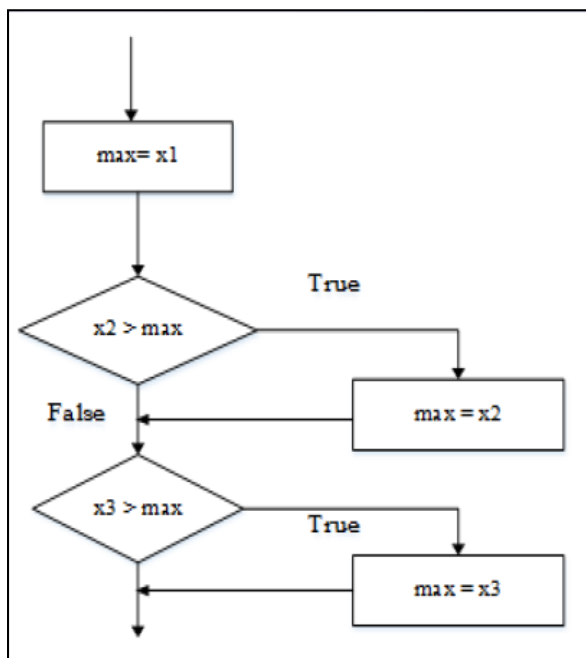 max= x1
True
x2 > max
False
max = x2
x3 > max
True
max = x3